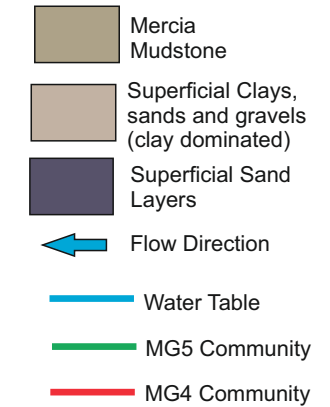 Mercia
Mudstone
Superficial Clays,
sands and gravels
(clay dominated)
Superficial Sand
Layers
Flow Direction
Water Table
MG5 Community
MG4 Community